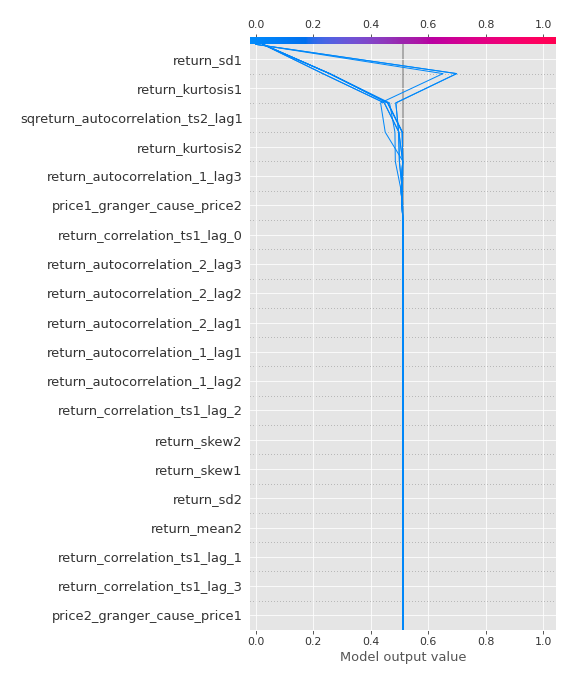 0.0 0.2 0.4 0.6 0.8 1.0
return_sd1
return_kurtosis1
sqreturn_autocorrelation_ts2_lag1
return_kurtosis2
return_autocorrelation_1_lag3
price1_granger_cause_price2
return_correlation_ts1_lag_0
return_autocorrelation_2_lag3
return_autocorrelation_2_lag2
return_autocorrelation_2_lag1
return_autocorrelation_1_lag1
return_autocorrelation_1_lag2
return_correlation_ts1_lag_2
return_skew2
return_skew1
return_sd2
return_mean2
return_correlation_ts1_lag_1
return_correlation_ts1_lag_3
price2_granger_cause_price1
0.0 0.2 0.4 0.6 0.8 1.0
Model output value